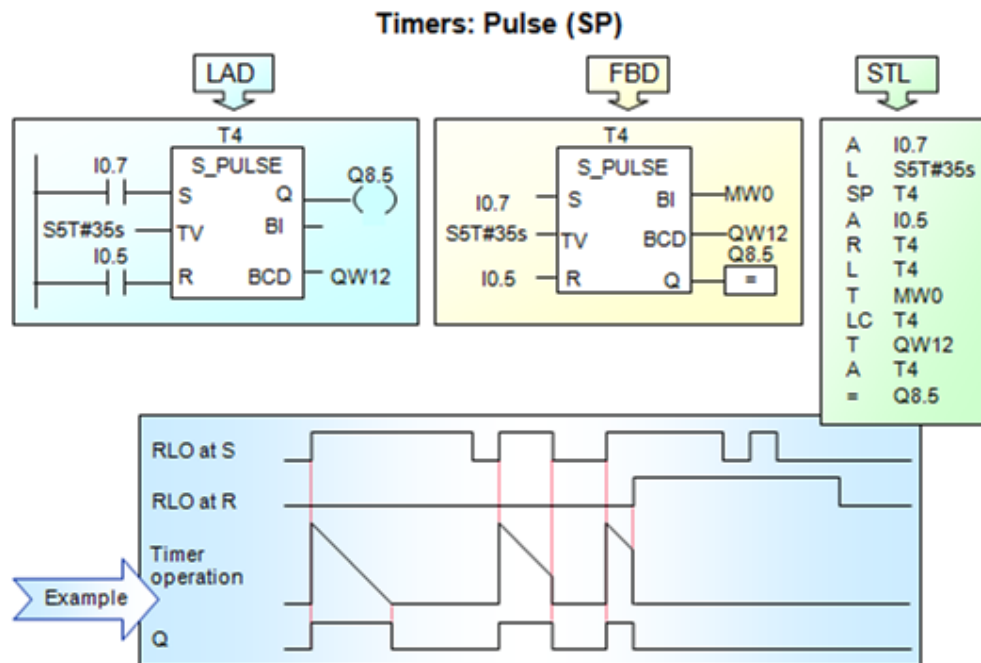 Timers: Pulse (SP)
LAD
FBD
STL
T4
I0.7
S_PULSE
Q8.5
S
Q
( )
S5T#35s
TV
BI
I0.5
R
BCD
QW12
T4
S_PULSE
I0.7
S
BI
MW0
S5T#35s
TV
BCD
QW12
Q8.5
I0.5
R
Q
=
A I0.7
L S5T#35s
SP T4
A I0.5
R T4
L T4
T MW0
LC T4
T QW12
A T4
= Q8.5
RLO at S
RLO at R
Timer
operation
Example
Q